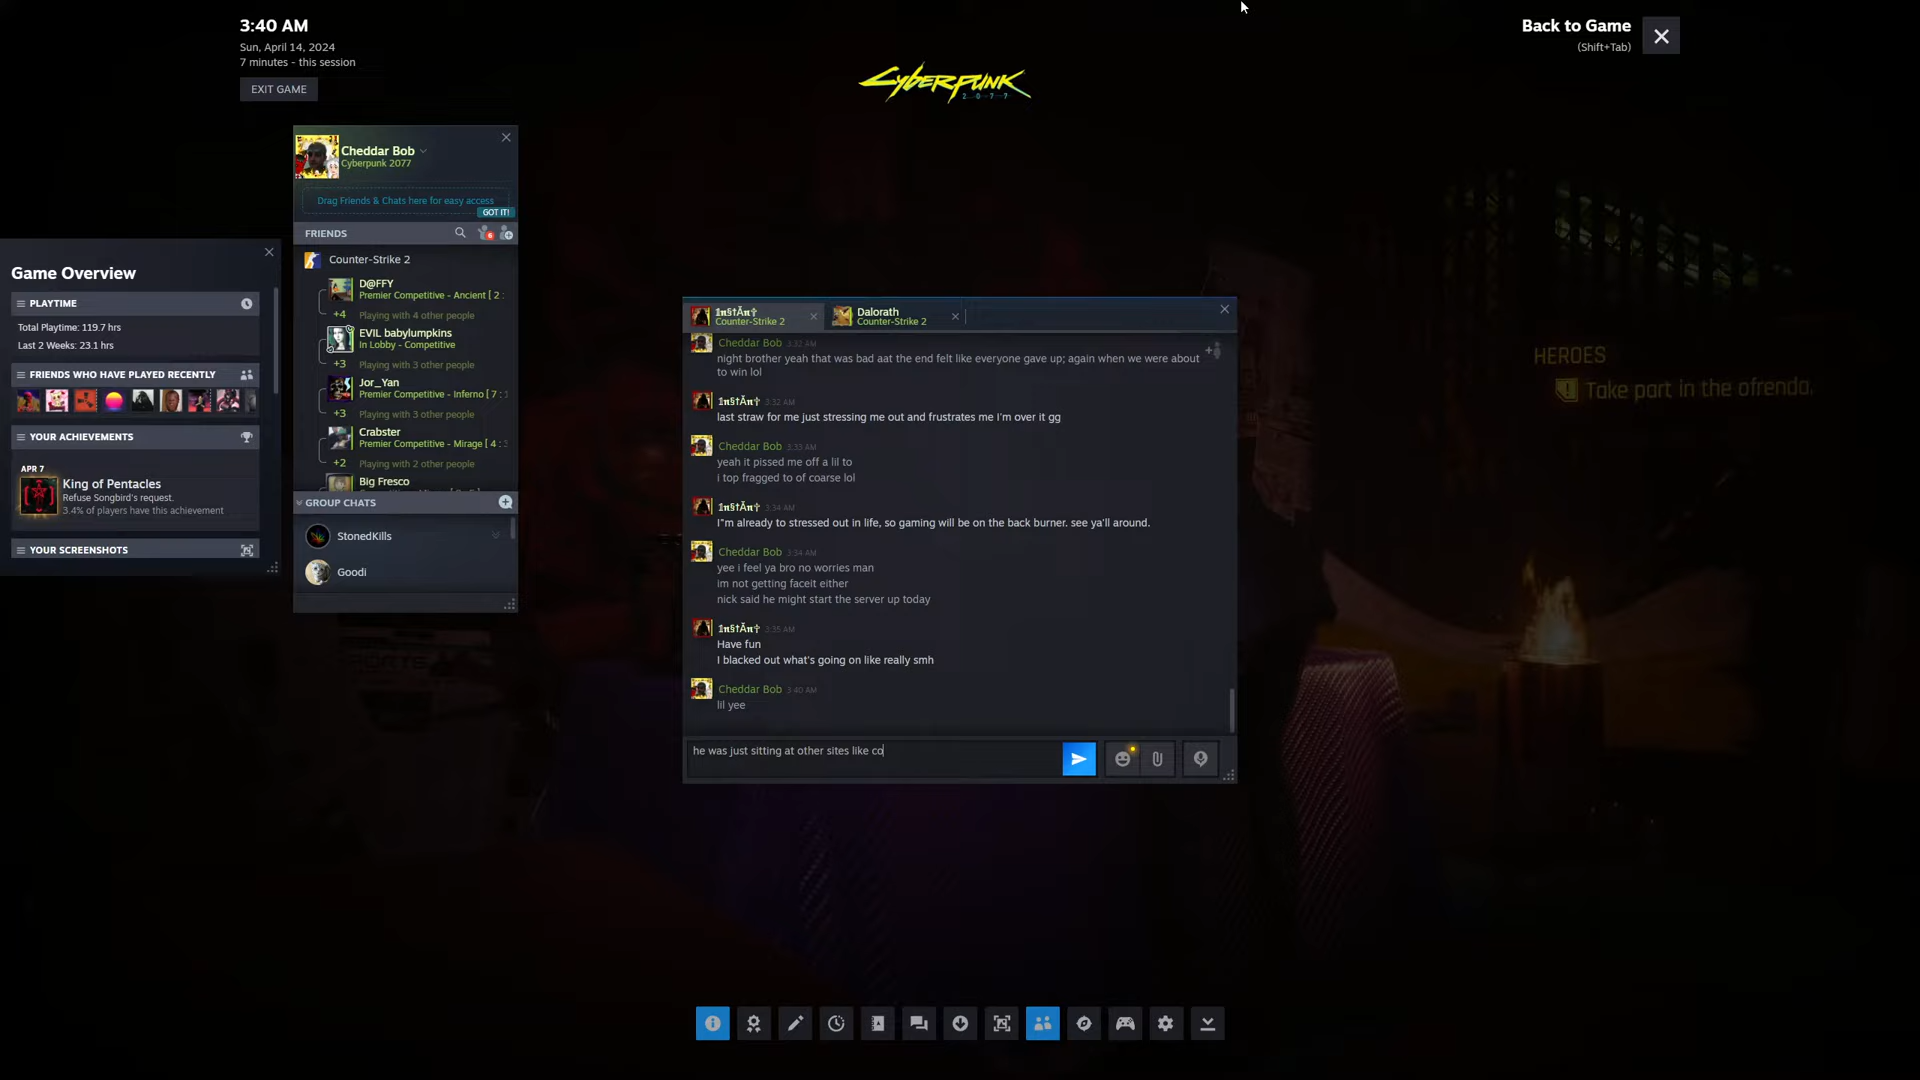 3:40 AM
Sun, April 14, 2024
7 minutes - this session
EXIT GAME
Cyberpunk
2077
Back to Game
(Shift+Tab)
Cheddar Bob
Cyberpunk 2077
Drag Friends & Chats here for easy access
GOT IT!
FRIENDS
6
Counter-Strike 2
D@FFY
Premier Competitive - Ancient [ 2 :
+4 Playing with 4 other people
EVIL babylumpkins
In Lobby - Competitive
+3 Playing with 3 other people
Jor_Yan
Premier Competitive - Inferno [ 7 :
+3 Playing with 3 other people
Crabster
Premier Competitive - Mirage [ 4 :
+2 Playing with 2 other people
Big Fresco
GROUP CHATS
StonedKills
Goodi
Game Overview
PLAYTIME
Total Playtime: 119.7 hrs
Last 2 Weeks: 23.1 hrs
FRIENDS WHO HAVE PLAYED RECENTLY
YOUR ACHIEVEMENTS
APR 7
King of Pentacles
Refuse Songbird's request.
3.4% of players have this achievement
YOUR SCREENSHOTS
Counter-Strike 2
Dalorath
Counter-Strike 2
Cheddar Bob 3:32 AM
night brother yeah that was bad aat the end felt like everyone gave up; again when we were about
to win lol
3:32 AM
last straw for me just stressing me out and frustrates me I'm over it gg
Cheddar Bob 3:33 AM
yeah it pissed me off a lil to
i top fragged to of coarse lol
3:34 AM
I"m already to stressed out in life, so gaming will be on the back burner. see ya'll around.
Cheddar Bob 3:34 AM
yee i feel ya bro no worries man
im not getting faceit either
nick said he might start the server up today
3:35 AM
Have fun
I blacked out what's going on like really smh
Cheddar Bob 3:40 AM
lil yee
he was just sitting at other sites like co
HEROES
Take part in the ofrenda.